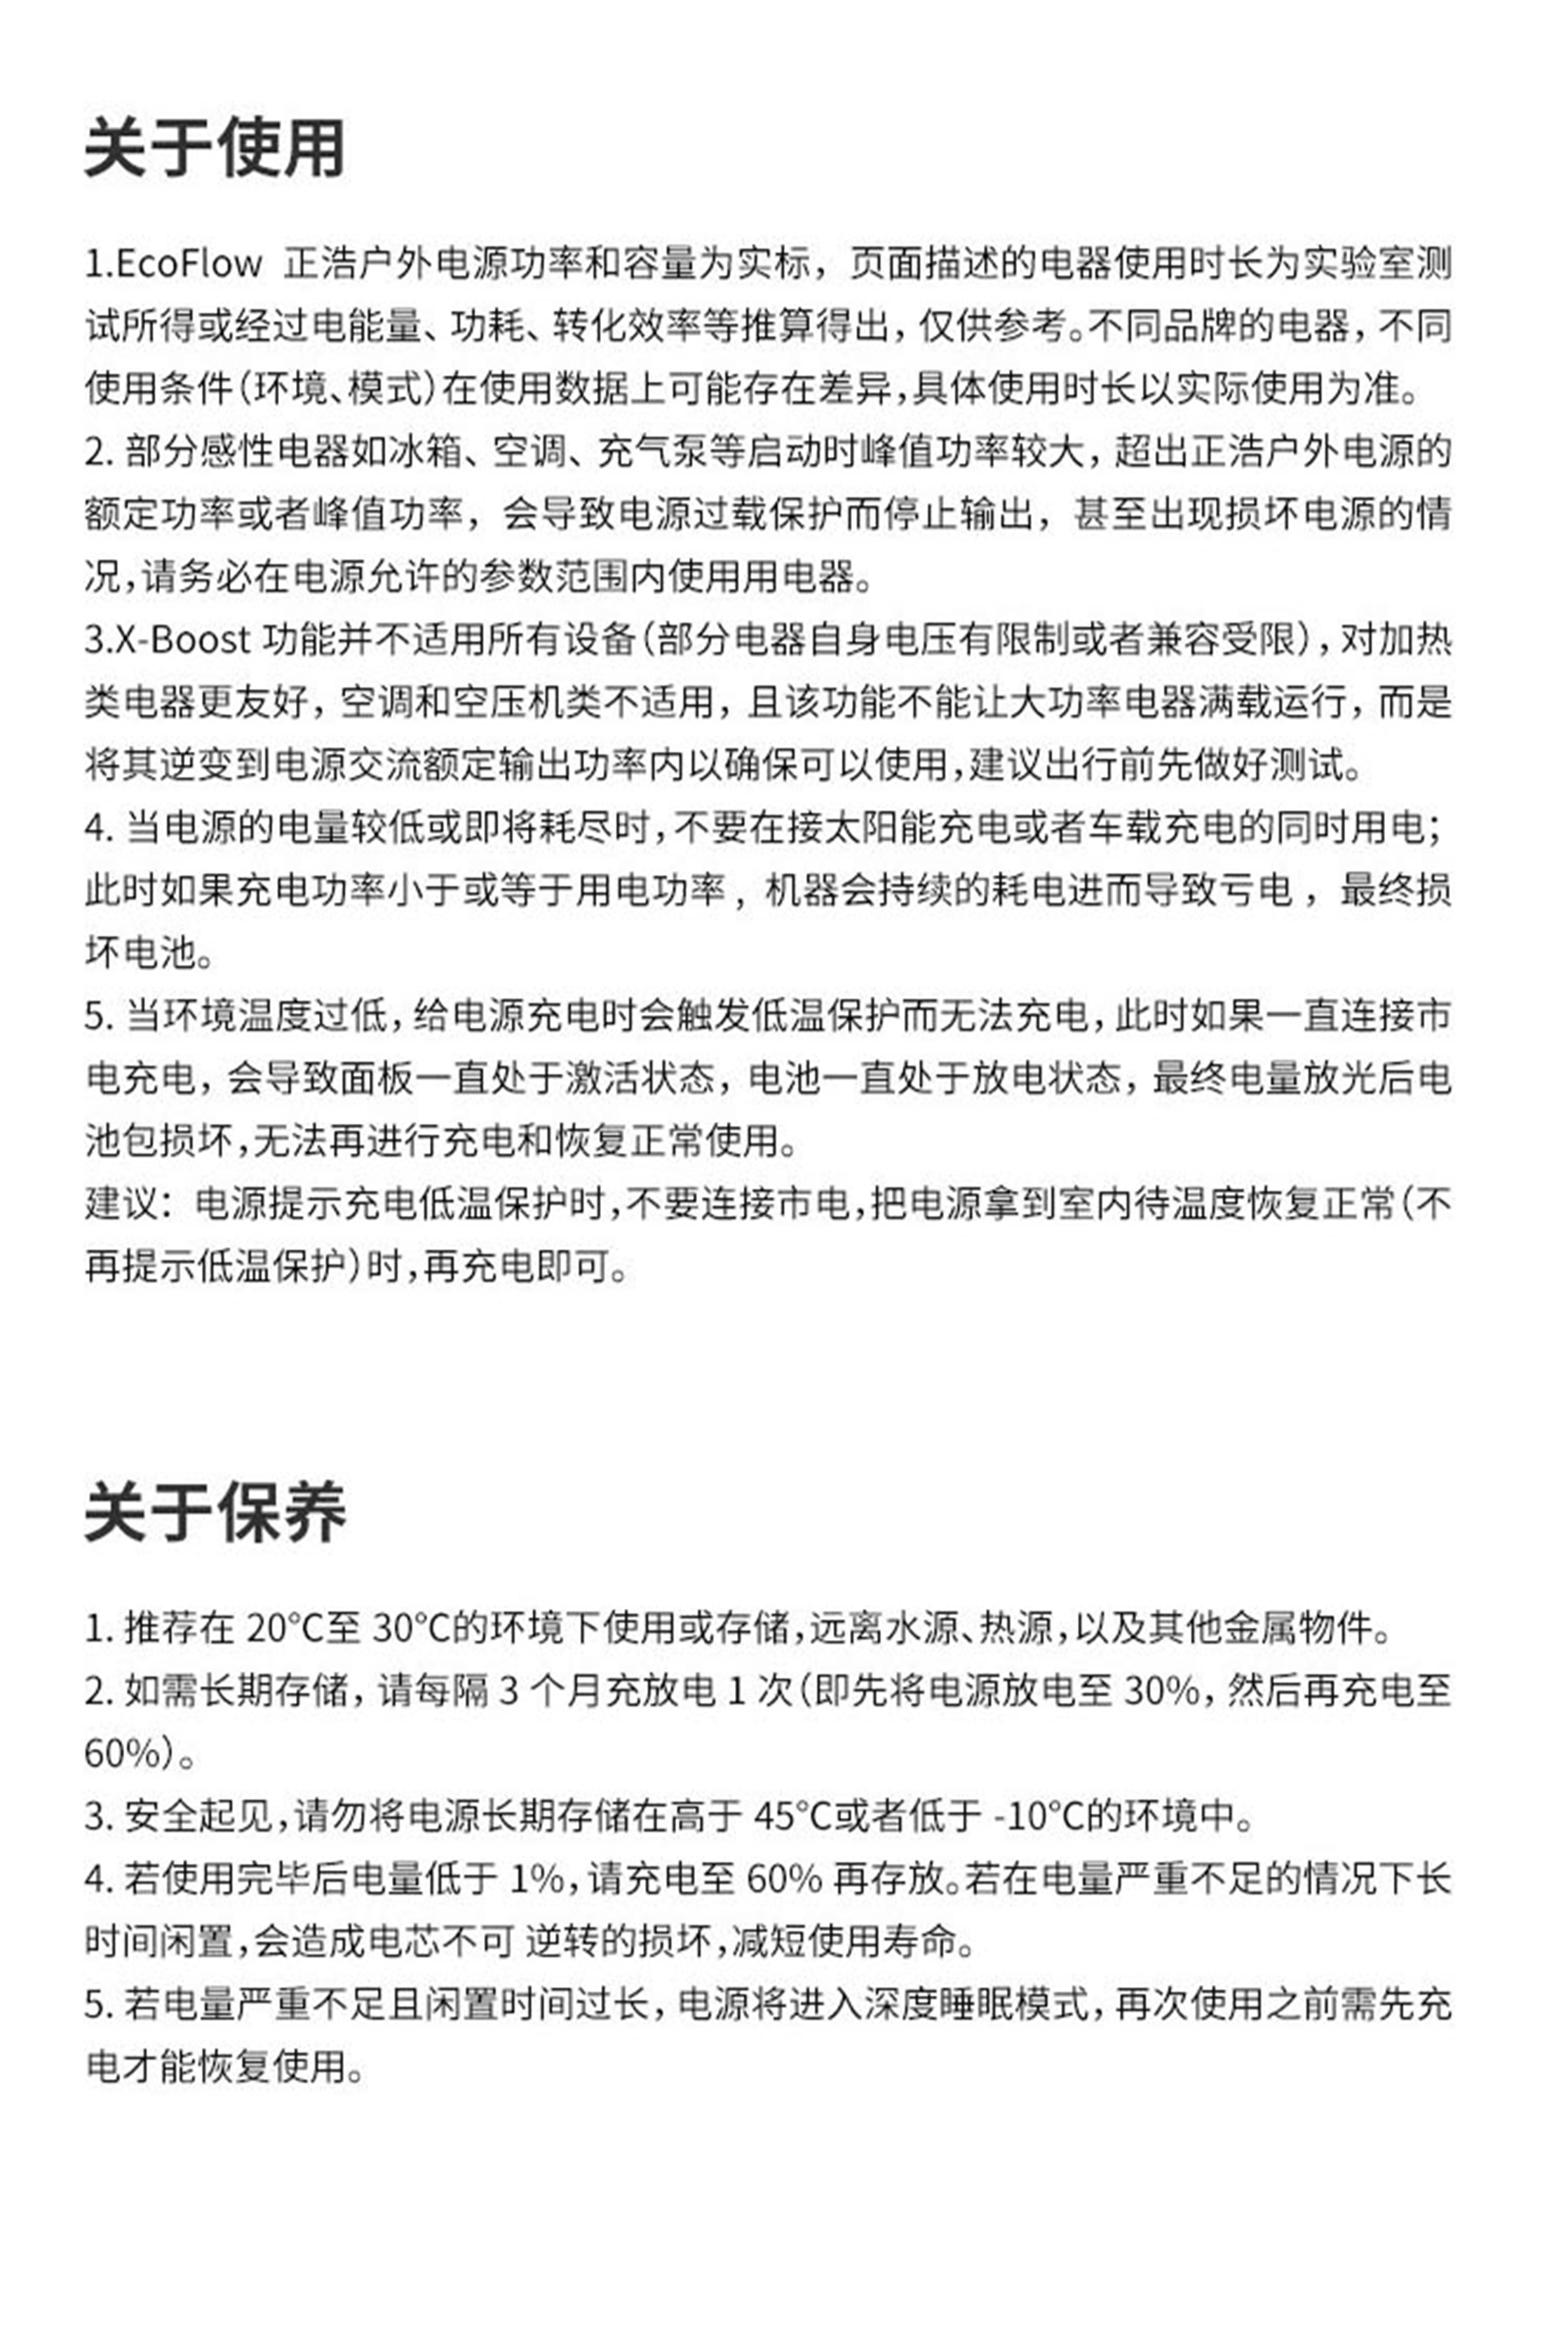 关于使用
1.EcoFlow 正浩户外电源功率和容量为实标，页面描述的电器使用时长为实验室测
试所得或经过电能量、功耗、转化效率等推算得出，仅供参考。不同品牌的电器，不同
使用条件（环境、模式）在使用数据上可能存在差异，具体使用时长以实际使用为准。
2. 部分感性电器如冰箱、空调、充气泵等启动时峰值功率较大，超出正浩户外电源的
额定功率或者峰值功率，会导致电源过载保护而停止输出，甚至出现损坏电源的情
况，请务必在电源允许的参数范围内使用用电器。
3.X-Boost 功能并不适用所有设备（部分电器自身电压有限制或者兼容受限），对加热
类电器更友好，空调和空压机类不适用，且该功能不能让大功率电器满载运行，而是
将其逆变到电源交流额定输出功率内以确保可以使用，建议出行前先做好测试。
4. 当电源的电量较低或即将耗尽时，不要在接太阳能充电或者车载充电的同时用电；
此时如果充电功率小于或等于用电功率，机器会持续的耗电进而导致亏电，最终损
坏电池。
5. 当环境温度过低，给电源充电时会触发低温保护而无法充电，此时如果一直连接市
电充电，会导致面板一直处于激活状态，电池一直处于放电状态，最终电量放光后电
池包损坏，无法再进行充电和恢复正常使用。
建议：电源提示充电低温保护时，不要连接市电，把电源拿到室内待温度恢复正常（不
再提示低温保护）时，再充电即可。
关于保养
1. 推荐在 20℃至 30℃的环境下使用或存储，远离水源、热源，以及其他金属物件。
2. 如需长期存储，请每隔 3 个月充放电 1 次（即先将电源放电至 30%，然后再充电至
60%）。
3. 安全起见，请勿将电源长期存储在高于 45℃或者低于 -10℃的环境中。
4. 若使用完毕后电量低于 1%，请充电至 60% 再存放。若在电量严重不足的情况下长
时间闲置，会造成电芯不可 逆转的损坏，减短使用寿命。
5. 若电量严重不足且闲置时间过长，电源将进入深度睡眠模式，再次使用之前需先充
电才能恢复使用。